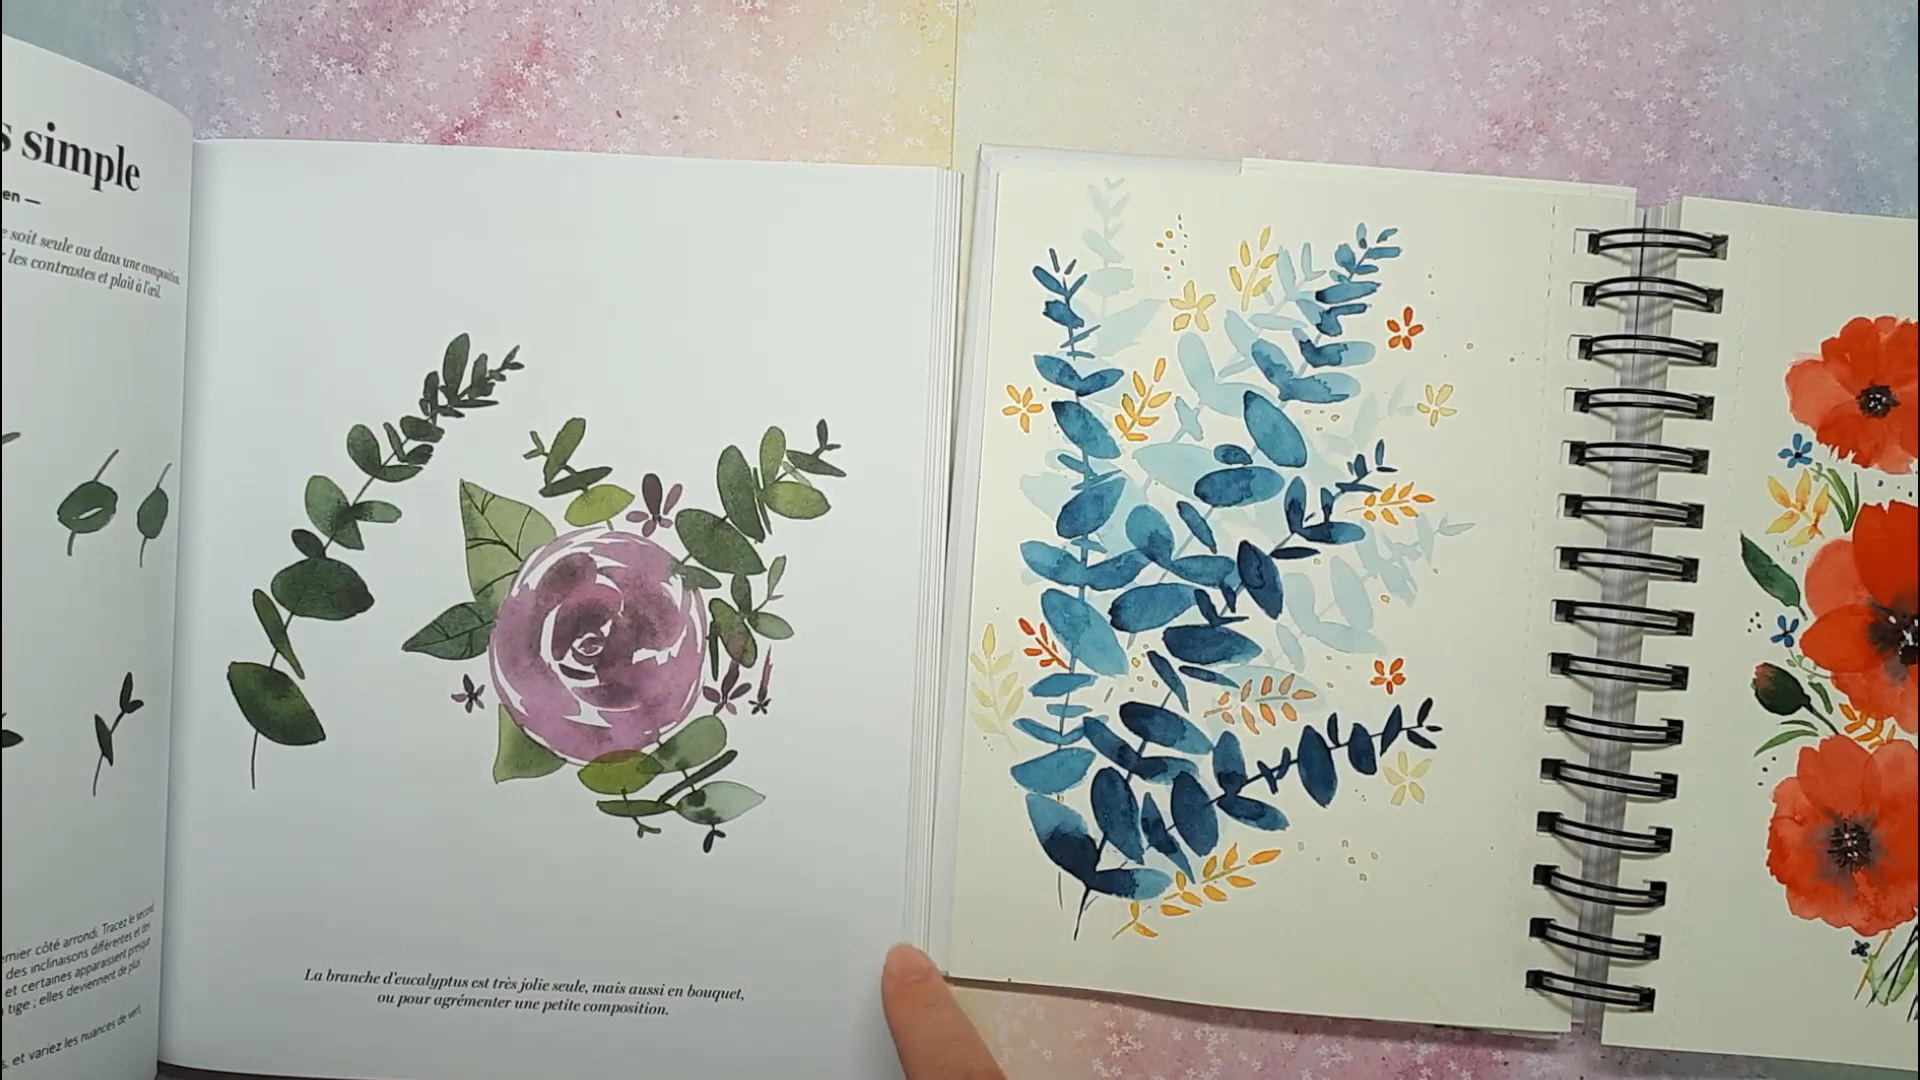 s simple
en —
e soit seule ou dans une composition,
les contrastes et plaît à l'œil.
emier côté arrondi. Tracez le second
des inclinaisons différentes et des
et certaines apparaissent presque
tige ; elles deviennent de plus
s, et variez les nuances de vert
La branche d'eucalyptus est très jolie seule, mais aussi en bouquet,
ou pour agrémenter une petite composition.